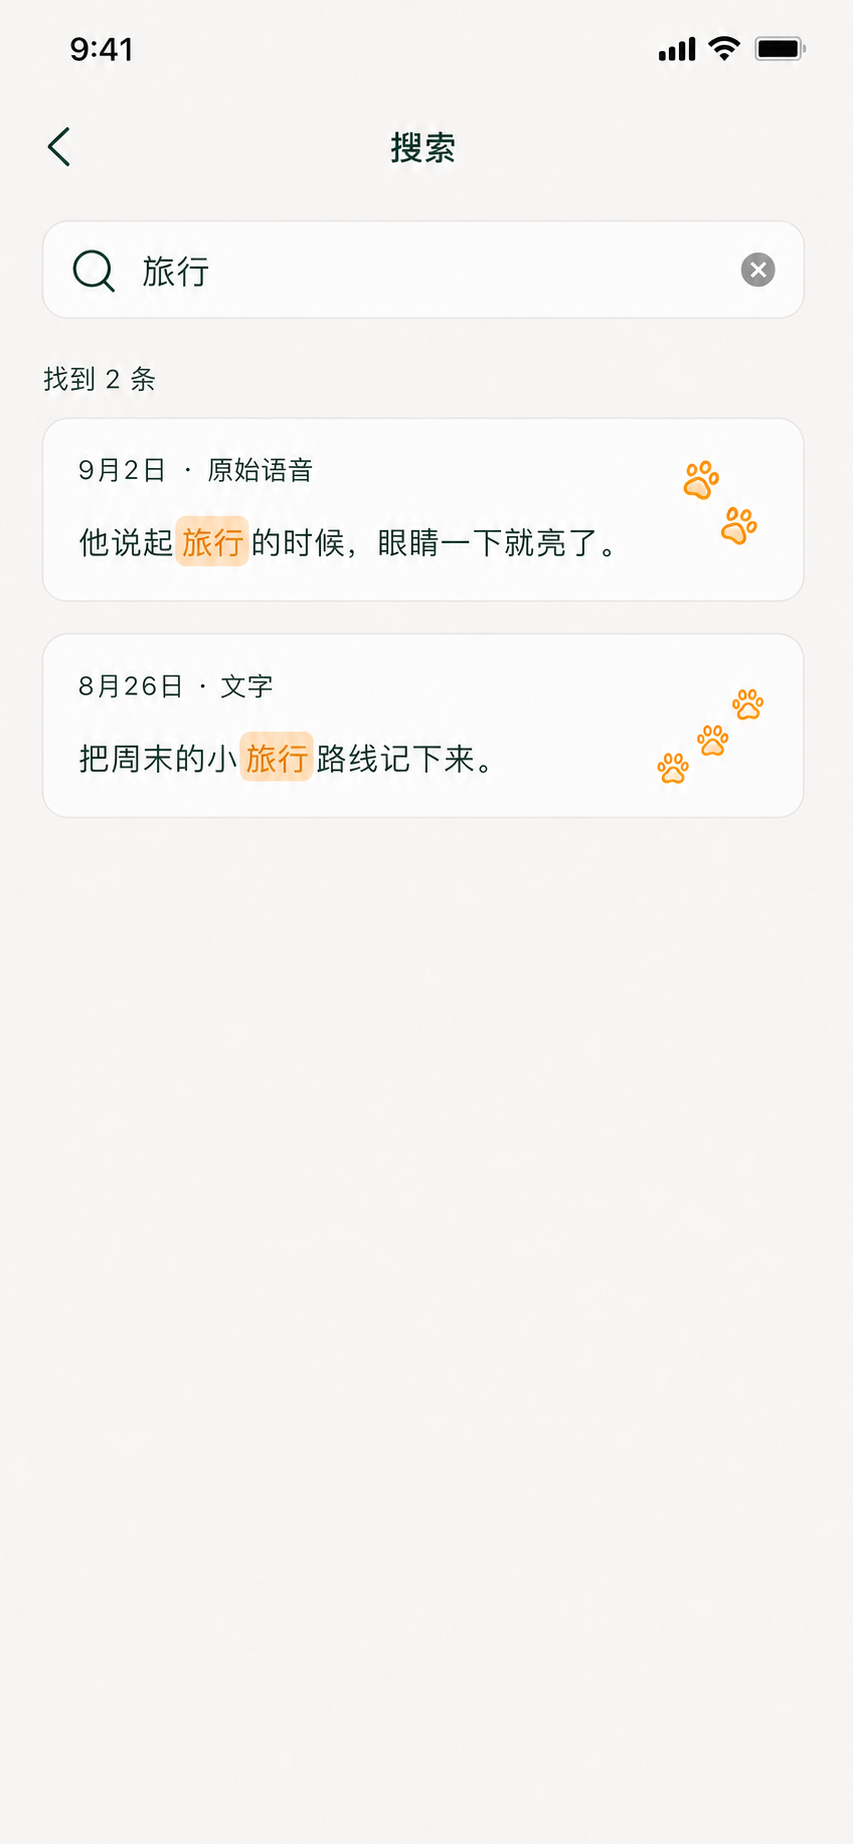 9:41
搜索
旅行
找到 2 条
9月2日 · 原始语音
他说起旅行的时候，眼睛一下就亮了。
8月26日 · 文字
把周末的小旅行路线记下来。